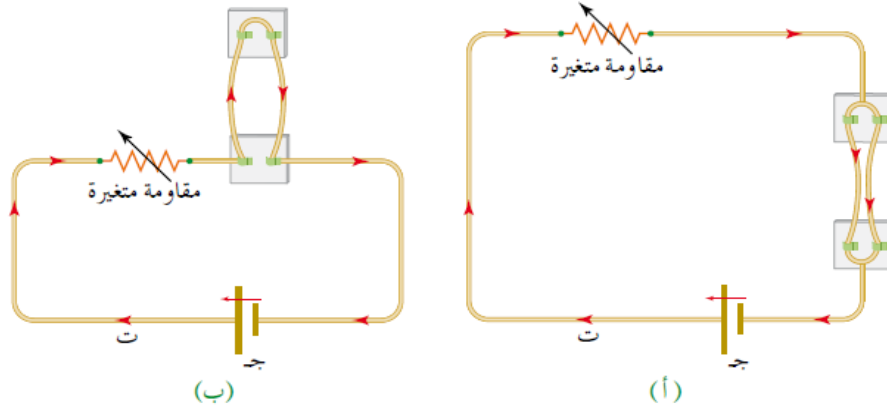 مقاومة متغيرة
ت
جـ
(أ)
مقاومة متغيرة
ت
جـ
(ب)